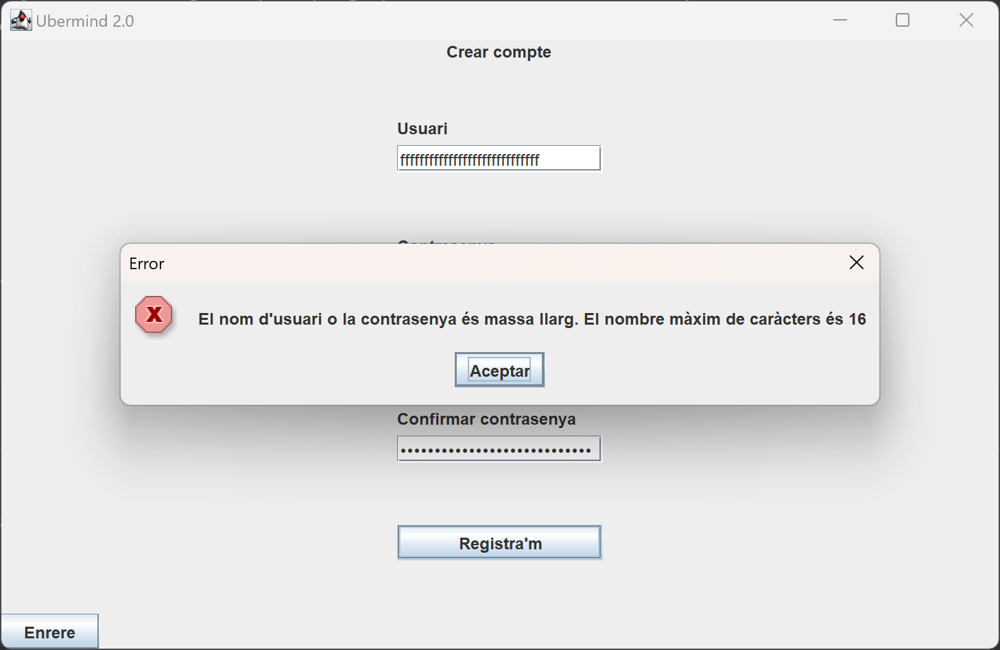 Ubermind 2.0
Crear compte
Usuari
fffffffffffffffffffffffffffff
Error
El nom d'usuari o la contrasenya és massa llarg. El nombre màxim de caràcters és 16
Aceptar
Confirmar contrasenya
••••••••••••••••••••••••••••
Registra'm
Enrere